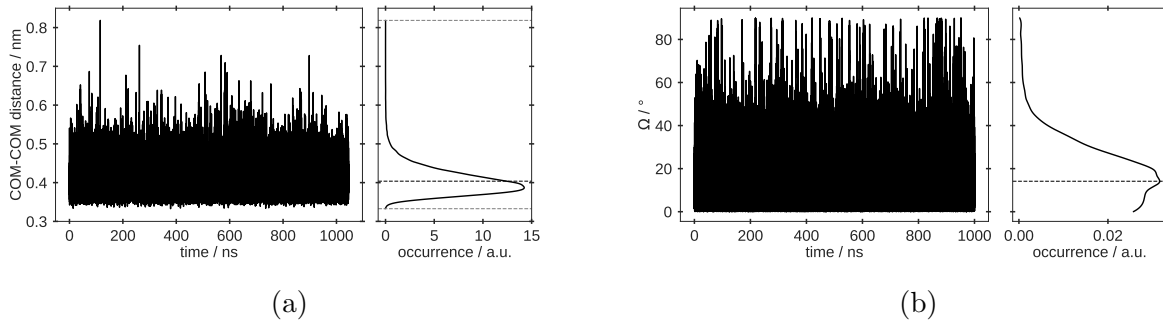 0.8
0.7
0.6
0.5
0.4
0.3
COM-COM distance / nm
0 200 400 600 800 1000
time / ns
0 5 10 15
occurrence / a.u.
(a)
80
60
40
20
0
Ω / °
0 200 400 600 800 1000
time / ns
0.00 0.02
occurrence / a.u.
(b)